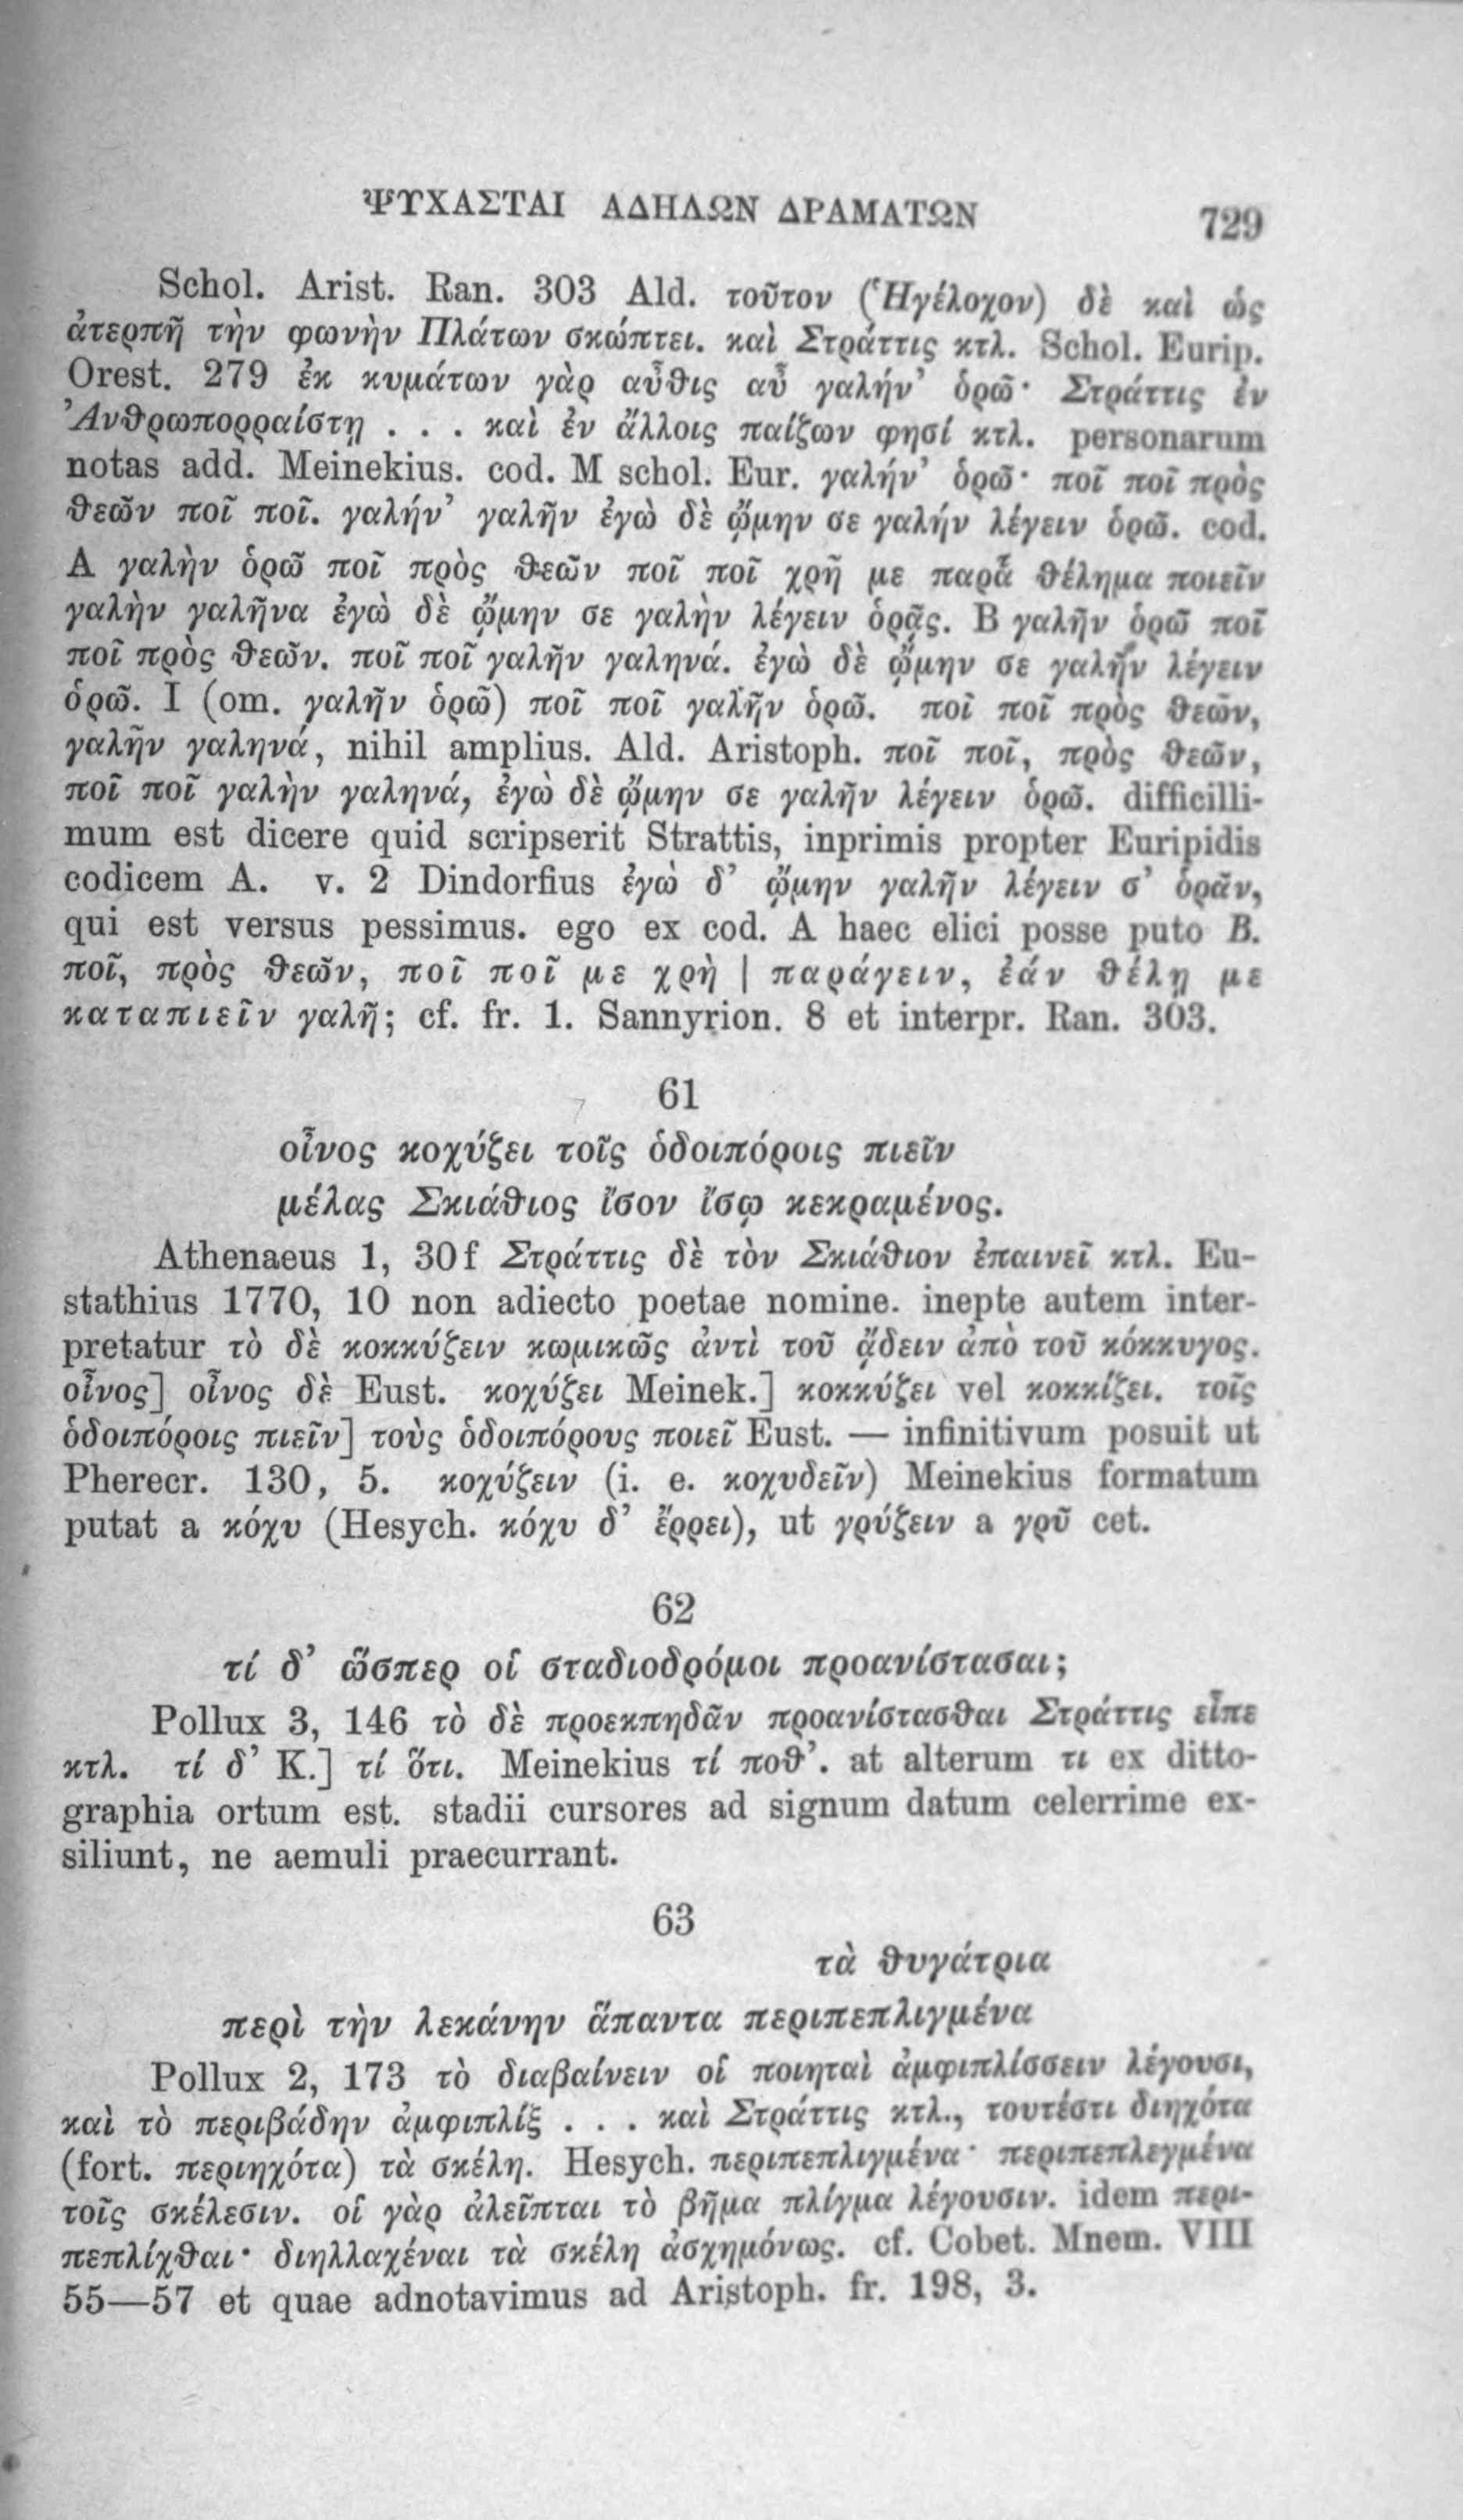 ΨΥΧΑΣΤΑΙ ΑΔΗΛΩΝ ΔΡΑΜΑΤΩΝ 729
Schol. Arist. Ran. 303 Ald. τοῦτον (Ἡγέλοχον) δὲ καὶ ὡς
ἀτερπῆ τὴν φωνὴν Πλάτων σκώπτει. καὶ Στράττις κτλ. Schol. Eurip.
Orest. 279 ἐκ κυμάτων γὰρ αὖθις αὖ γαλήν’ ὁρῶ· Στράττις ἐν
Ἀνθρωπορραίστῃ . . . καὶ ἐν ἄλλοις παίζων φησί κτλ. personarum
notas add. Meinekius. cod. M schol. Eur. γαλήν’ ὁρῶ· ποῖ ποῖ πρὸς
θεῶν ποῖ ποῖ. γαλήν’ γαλῆν ἐγὼ δὲ ᾤμην σε γαλήν λέγειν ὁρῶ. cod.
A γαλὴν ὁρῶ ποῖ πρὸς θεῶν ποῖ ποῖ χρῆ με παρᾶ θέλημα ποιεῖν
γαλὴν γαλῆνα ἐγὼ δὲ ᾤμην σε γαλὴν λέγειν ὁρᾷς. B γαλῆν ὁρῶ ποῖ
ποῖ πρὸς θεῶν. ποῖ ποῖ γαλῆν γαληνά. ἐγὼ δὲ ᾤμην σε γαλῆν λέγειν
ὁρῶ. I (om. γαλῆν ὁρῶ) ποῖ ποῖ γαλῆν ὁρῶ. ποῖ ποῖ πρὸς θεῶν,
γαλῆν γαληνά, nihil amplius. Ald. Aristoph. ποῖ ποῖ, πρὸς θεῶν,
ποῖ ποῖ γαλὴν γαληνά, ἐγὼ δὲ ᾤμην σε γαλῆν λέγειν ὁρῶ. difficilli-
mum est dicere quid scripserit Strattis, inprimis propter Euripidis
codicem A. v. 2 Dindorfius ἐγὼ δ’ ᾤμην γαλῆν λέγειν σ’ ὁρᾶν,
qui est versus pessimus. ego ex cod. A haec elici posse puto B.
ποῖ, πρὸς θεῶν, ποῖ ποῖ με χρὴ | παράγειν, ἐάν θέλῃ με
καταπιεῖν γαλῆ; cf. fr. 1. Sannyrion. 8 et interpr. Ran. 303.
61
οἶνος κοχύζει τοῖς ὁδοιπόροις πιεῖν
μέλας Σκιάθιος ἴσον ἴσῳ κεκραμένος.
Athenaeus 1, 30 f Στράττις δὲ τὸν Σκιάθιον ἐπαινεῖ κτλ. Eu-
stathius 1770, 10 non adiecto poetae nomine. inepte autem inter-
pretatur τὸ δὲ κοκκύζειν κωμικῶς ἀντὶ τοῦ ᾄδειν ἀπὸ τοῦ κόκκυγος.
οἶνος] οἶνος δὲ Eust. κοχύζει Meinek.] κοκκύζει vel κοκκίζει. τοῖς
ὁδοιπόροις πιεῖν] τοὺς ὁδοιπόρους ποιεῖ Eust. — infinitivum posuit ut
Pherecr. 130, 5. κοχύζειν (i. e. κοχυδεῖν) Meinekius formatum
putat a κόχυ (Hesych. κόχυ δ’ ἔρρει), ut γρύζειν a γρῦ cet.
62
τί δ’ ὥσπερ οἱ σταδιοδρόμοι προανίστασαι;
Pollux 3, 146 τὸ δὲ προεκπηδᾶν προανίστασθαι Στράττις εἶπε
κτλ. τί δ’ K.] τί ὅτι. Meinekius τί ποθ’. at alterum τι ex ditto-
graphia ortum est. stadii cursores ad signum datum celerrime ex-
siliunt, ne aemuli praecurrant.
63
τὰ θυγάτρια
περὶ τὴν λεκάνην ἅπαντα περιπεπλιγμένα
Pollux 2, 173 τὸ διαβαίνειν οἱ ποιηταὶ ἀμφιπλίσσειν λέγουσι,
καὶ τὸ περιβάδην ἀμφιπλίξ . . . καὶ Στράττις κτλ., τουτέστι διηχότα
(fort. περιηχότα) τὰ σκέλη. Hesych. περιπεπλιγμένα· περιπεπλεγμένα
τοῖς σκέλεσιν. οἱ γὰρ ἀλεῖπται τὸ βῆμα πλίγμα λέγουσιν. idem περι-
πεπλίχθαι· διηλλαχέναι τὰ σκέλη ἀσχημόνως. cf. Cobet. Mnem. VIII
55—57 et quae adnotavimus ad Aristoph. fr. 198, 3.